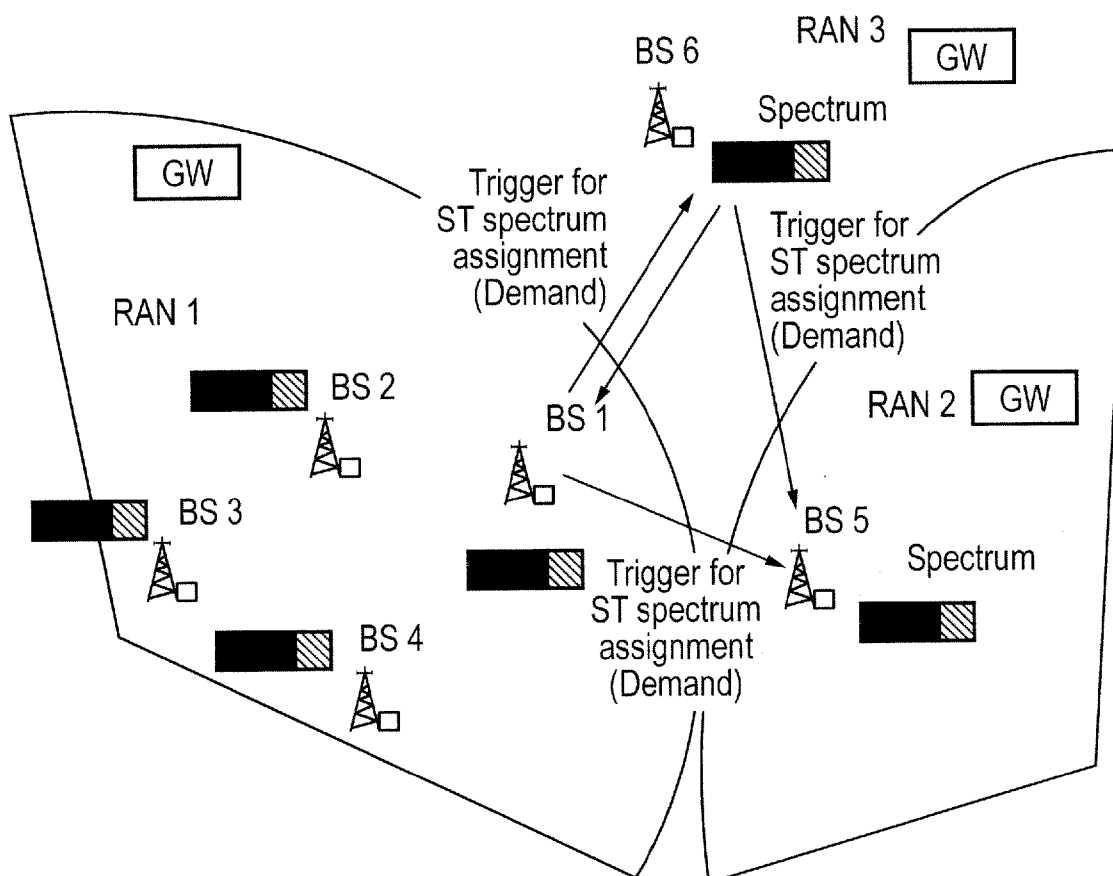 RAN 3
BS 6
GW
Spectrum
GW
Trigger for
ST spectrum
assignment
(Demand)
Trigger for
ST spectrum
assignment
(Demand)
RAN 1
BS 2
BS 1
RAN 2
GW
BS 3
BS 5
Spectrum
Trigger for
ST spectrum
assignment
(Demand)
BS 4